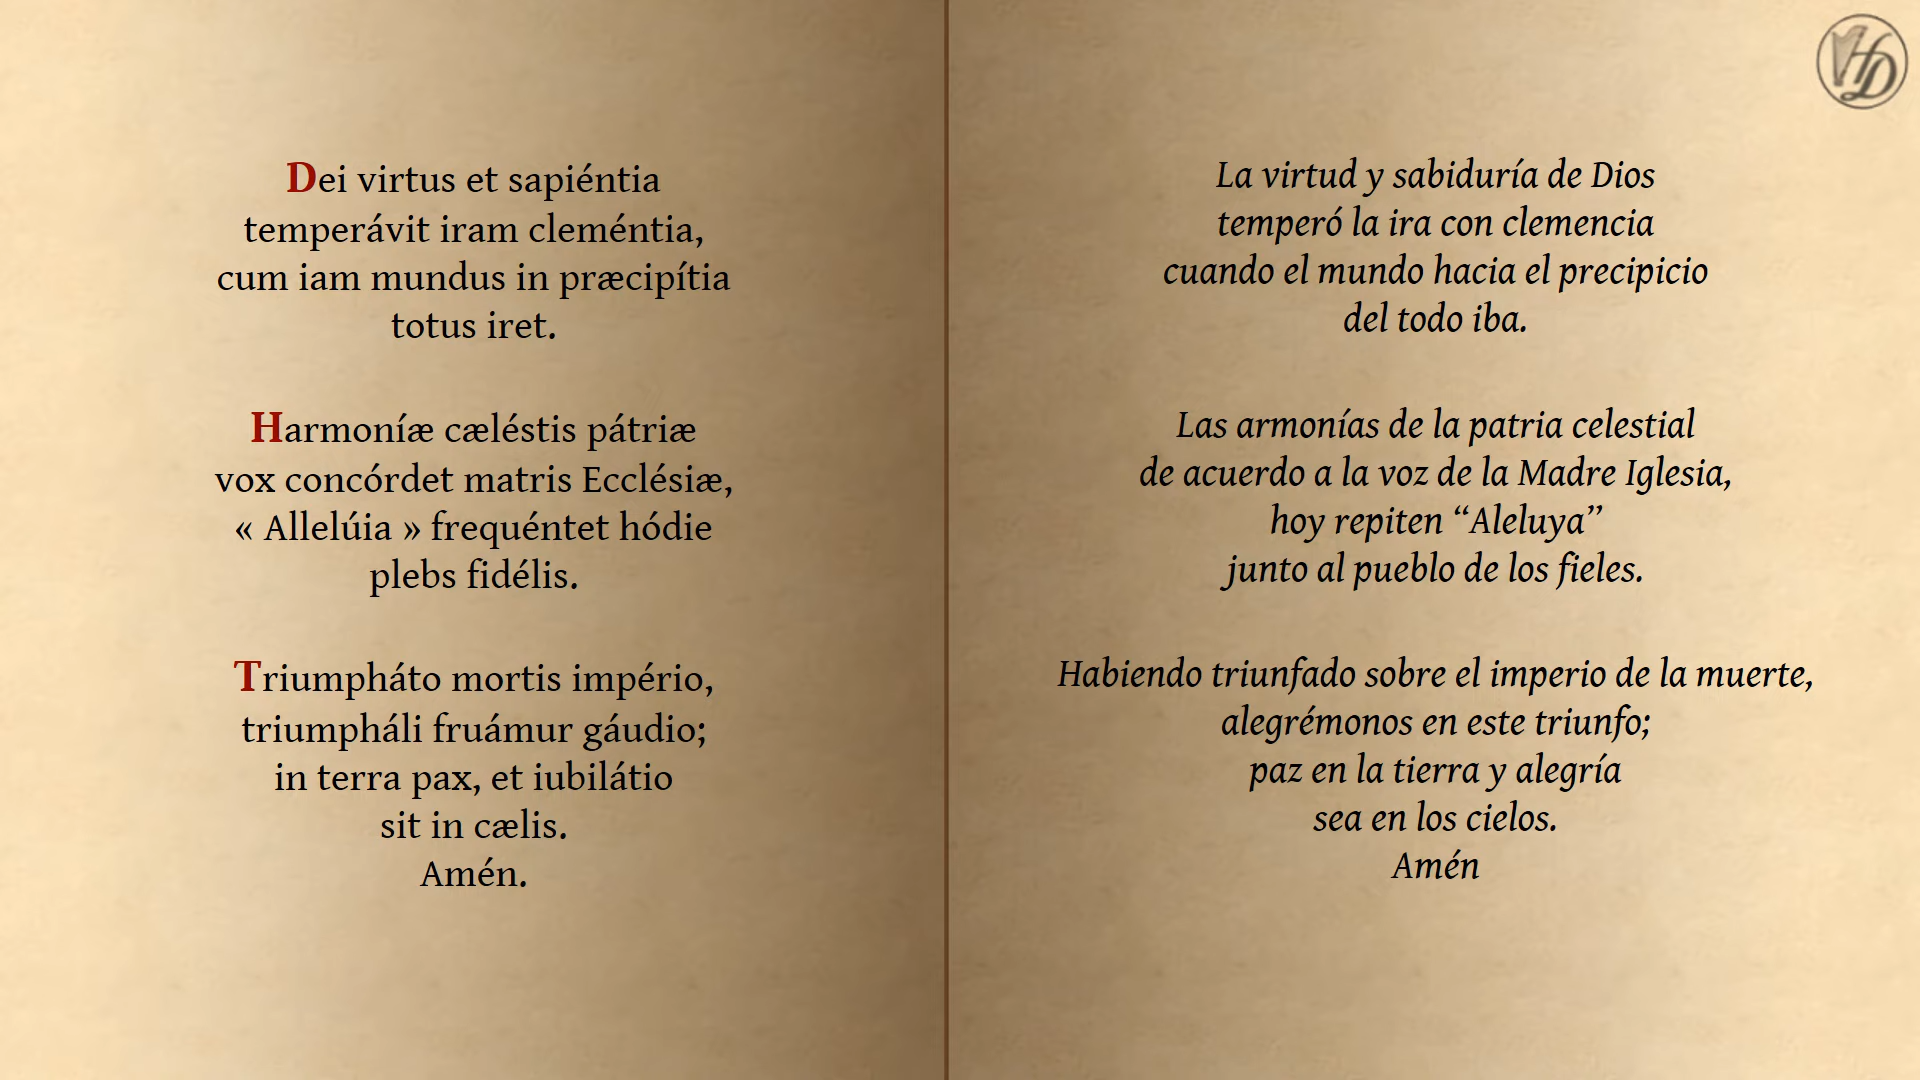 Dei virtus et sapiéntia
temperávit iram cleméntia,
cum iam mundus in præcipítia
totus iret.
Harmoníæ cæléstis pátriæ
vox concórdet matris Ecclésiæ,
« Allelúia » frequéntet hódie
plebs fidélis.
Triumpháto mortis império,
triumpháli fruámur gáudio;
in terra pax, et iubilátio
sit in cælis.
Amén.
La virtud y sabiduría de Dios
temperó la ira con clemencia
cuando el mundo hacia el precipicio
del todo iba.
Las armonías de la patria celestial
de acuerdo a la voz de la Madre Iglesia,
hoy repiten “Aleluya”
junto al pueblo de los fieles.
Habiendo triunfado sobre el imperio de la muerte,
alegrémonos en este triunfo;
paz en la tierra y alegría
sea en los cielos.
Amén
HD